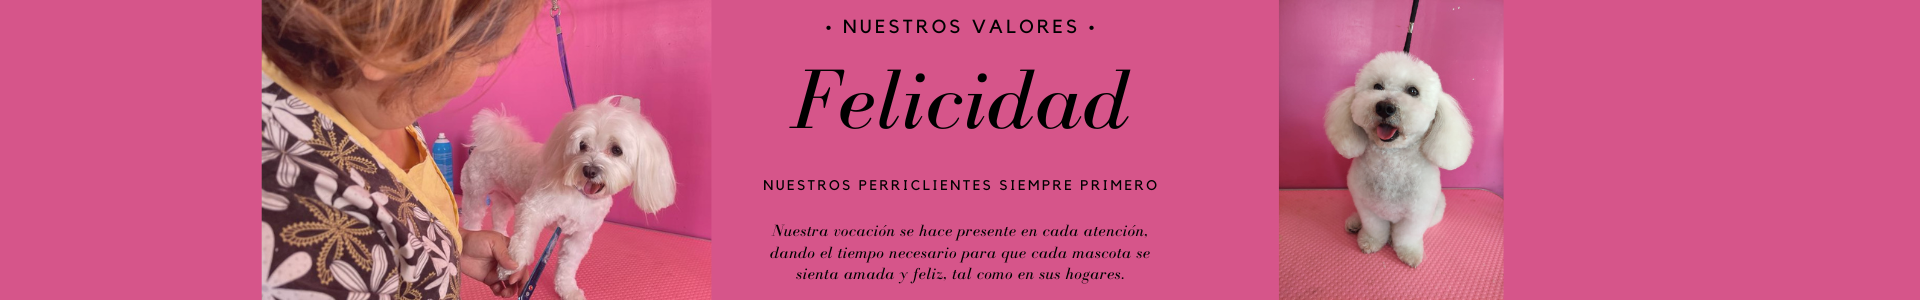 • NUESTROS VALORES •
Felicidad
NUESTROS PERRICLIENTES SIEMPRE PRIMERO
Nuestra vocación se hace presente en cada atención,
dando el tiempo necesario para que cada mascota se
sienta amada y feliz, tal como en sus hogares.